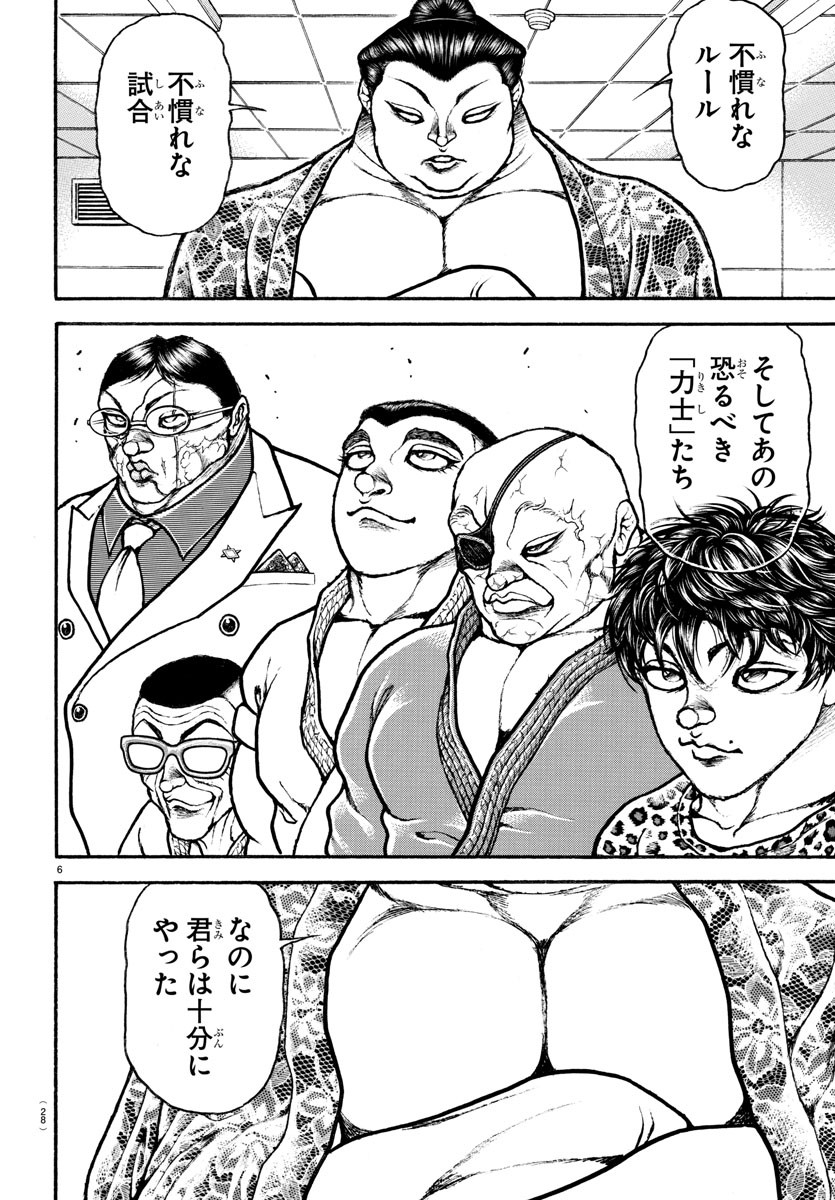 不慣れな
ルール
不慣れな
試合
そしてあの
恐るべき
「力士」たち
なのに
君らは十分に
やった
6
(28)